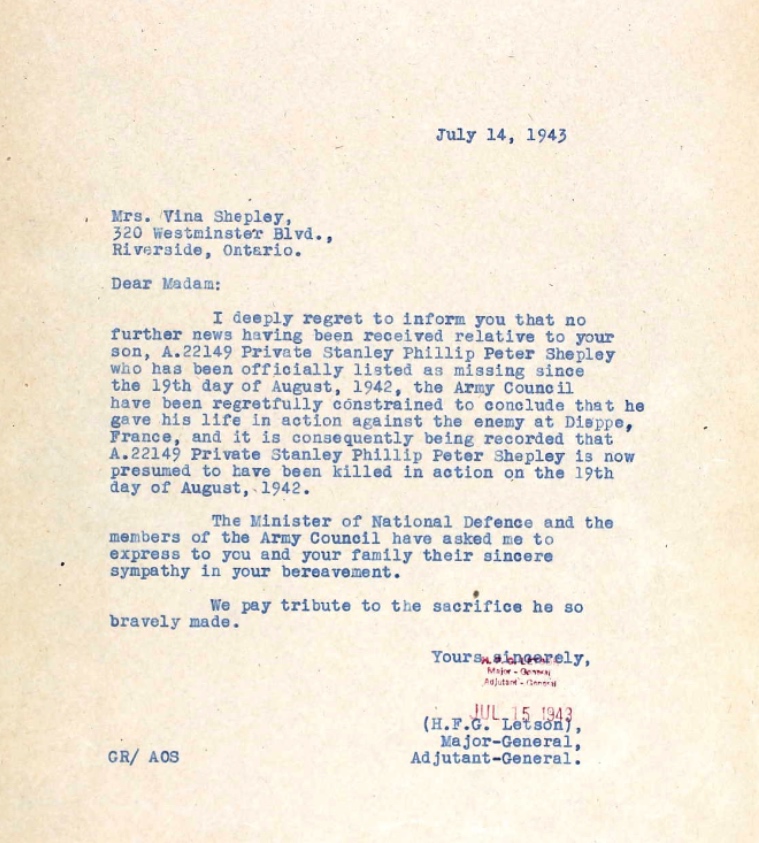 July 14, 1943
Mrs. Vina Shepley,
320 Westminster Blvd.,
Riverside, Ontario.
Dear Madam:
I deeply regret to inform you that no
further news having been received relative to your
son, A.22149 Private Stanley Phillip Peter Shepley
who has been officially listed as missing since
the 19th day of August, 1942, the Army Council
have been regretfully constrained to conclude that he
gave his life in action against the enemy at Dieppe,
France, and it is consequently being recorded that
A.22149 Private Stanley Phillip Peter Shepley is now
presumed to have been killed in action on the 19th
day of August, 1942.
The Minister of National Defence and the
members of the Army Council have asked me to
express to you and your family their sincere
sympathy in your bereavement.
We pay tribute to the sacrifice he so
bravely made.
Yours sincerely,
Major - General
Adjutant - General
JUL 15 1943
(H.F.G. Letson),
Major-General,
GR/ AOS
Adjutant-General.